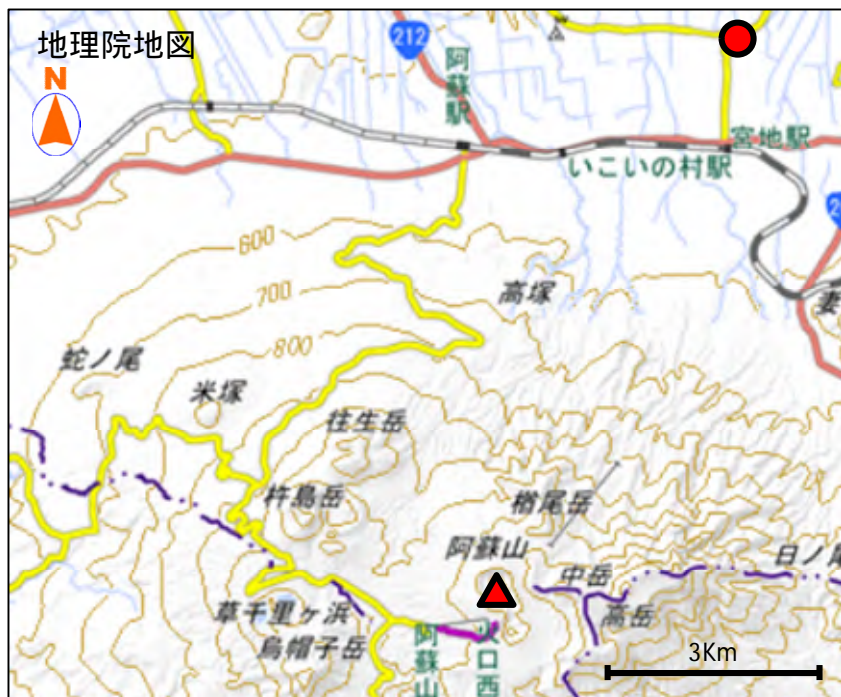 地理院地図
N
212
阿蘇駅
宮地駅
いこいの村駅
600
高塚
700
妻
800
蛇ノ尾
米塚
往生岳
杵島岳
楢尾岳
阿蘇山
中岳
日ノ尾
草千里ヶ浜
高岳
烏帽子岳
阿蘇山
火口西
3Km